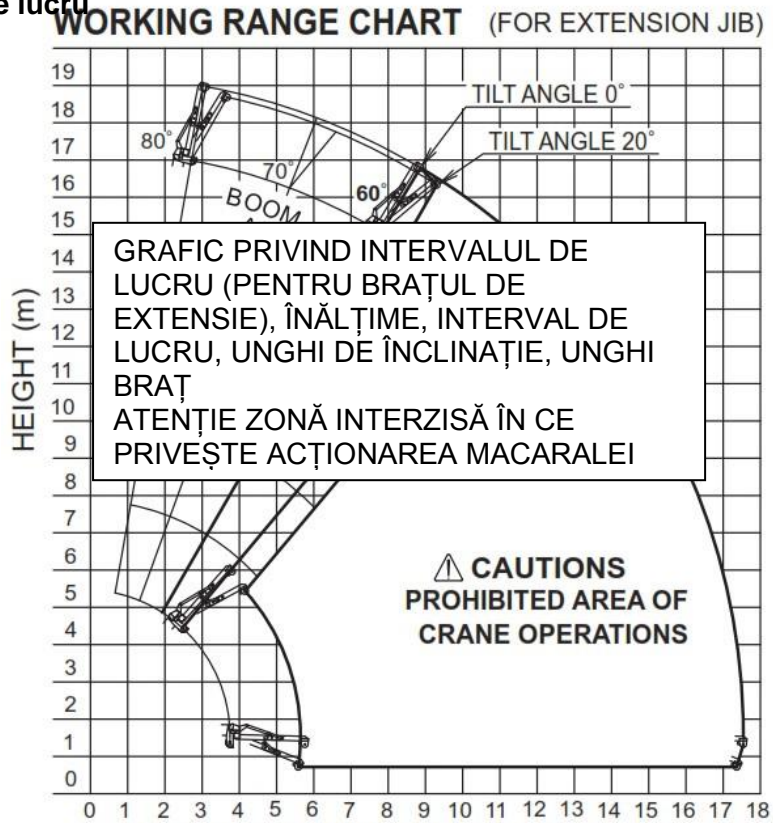 e lucru
WORKING RANGE CHART (FOR EXTENSION JIB)
19
18
17
16
15
14
13
12
11
10
9
8
7
6
5
4
3
2
1
0
HEIGHT (m)
TILT ANGLE 0°
TILT ANGLE 20°
80°
70°
60°
BOOM
GRAFIC PRIVIND INTERVALUL DE
LUCRU (PENTRU BRAȚUL DE
EXTENSIE), ÎNĂLȚIME, INTERVAL DE
LUCRU, UNGHI DE ÎNCLINAȚIE, UNGHI
BRAȚ
ATENȚIE ZONĂ INTERZISĂ ÎN CE
PRIVEȘTE ACȚIONAREA MACARALEI
⚠ CAUTIONS
PROHIBITED AREA OF
CRANE OPERATIONS
0 1 2 3 4 5 6 7 8 9 10 11 12 13 14 15 16 17 18